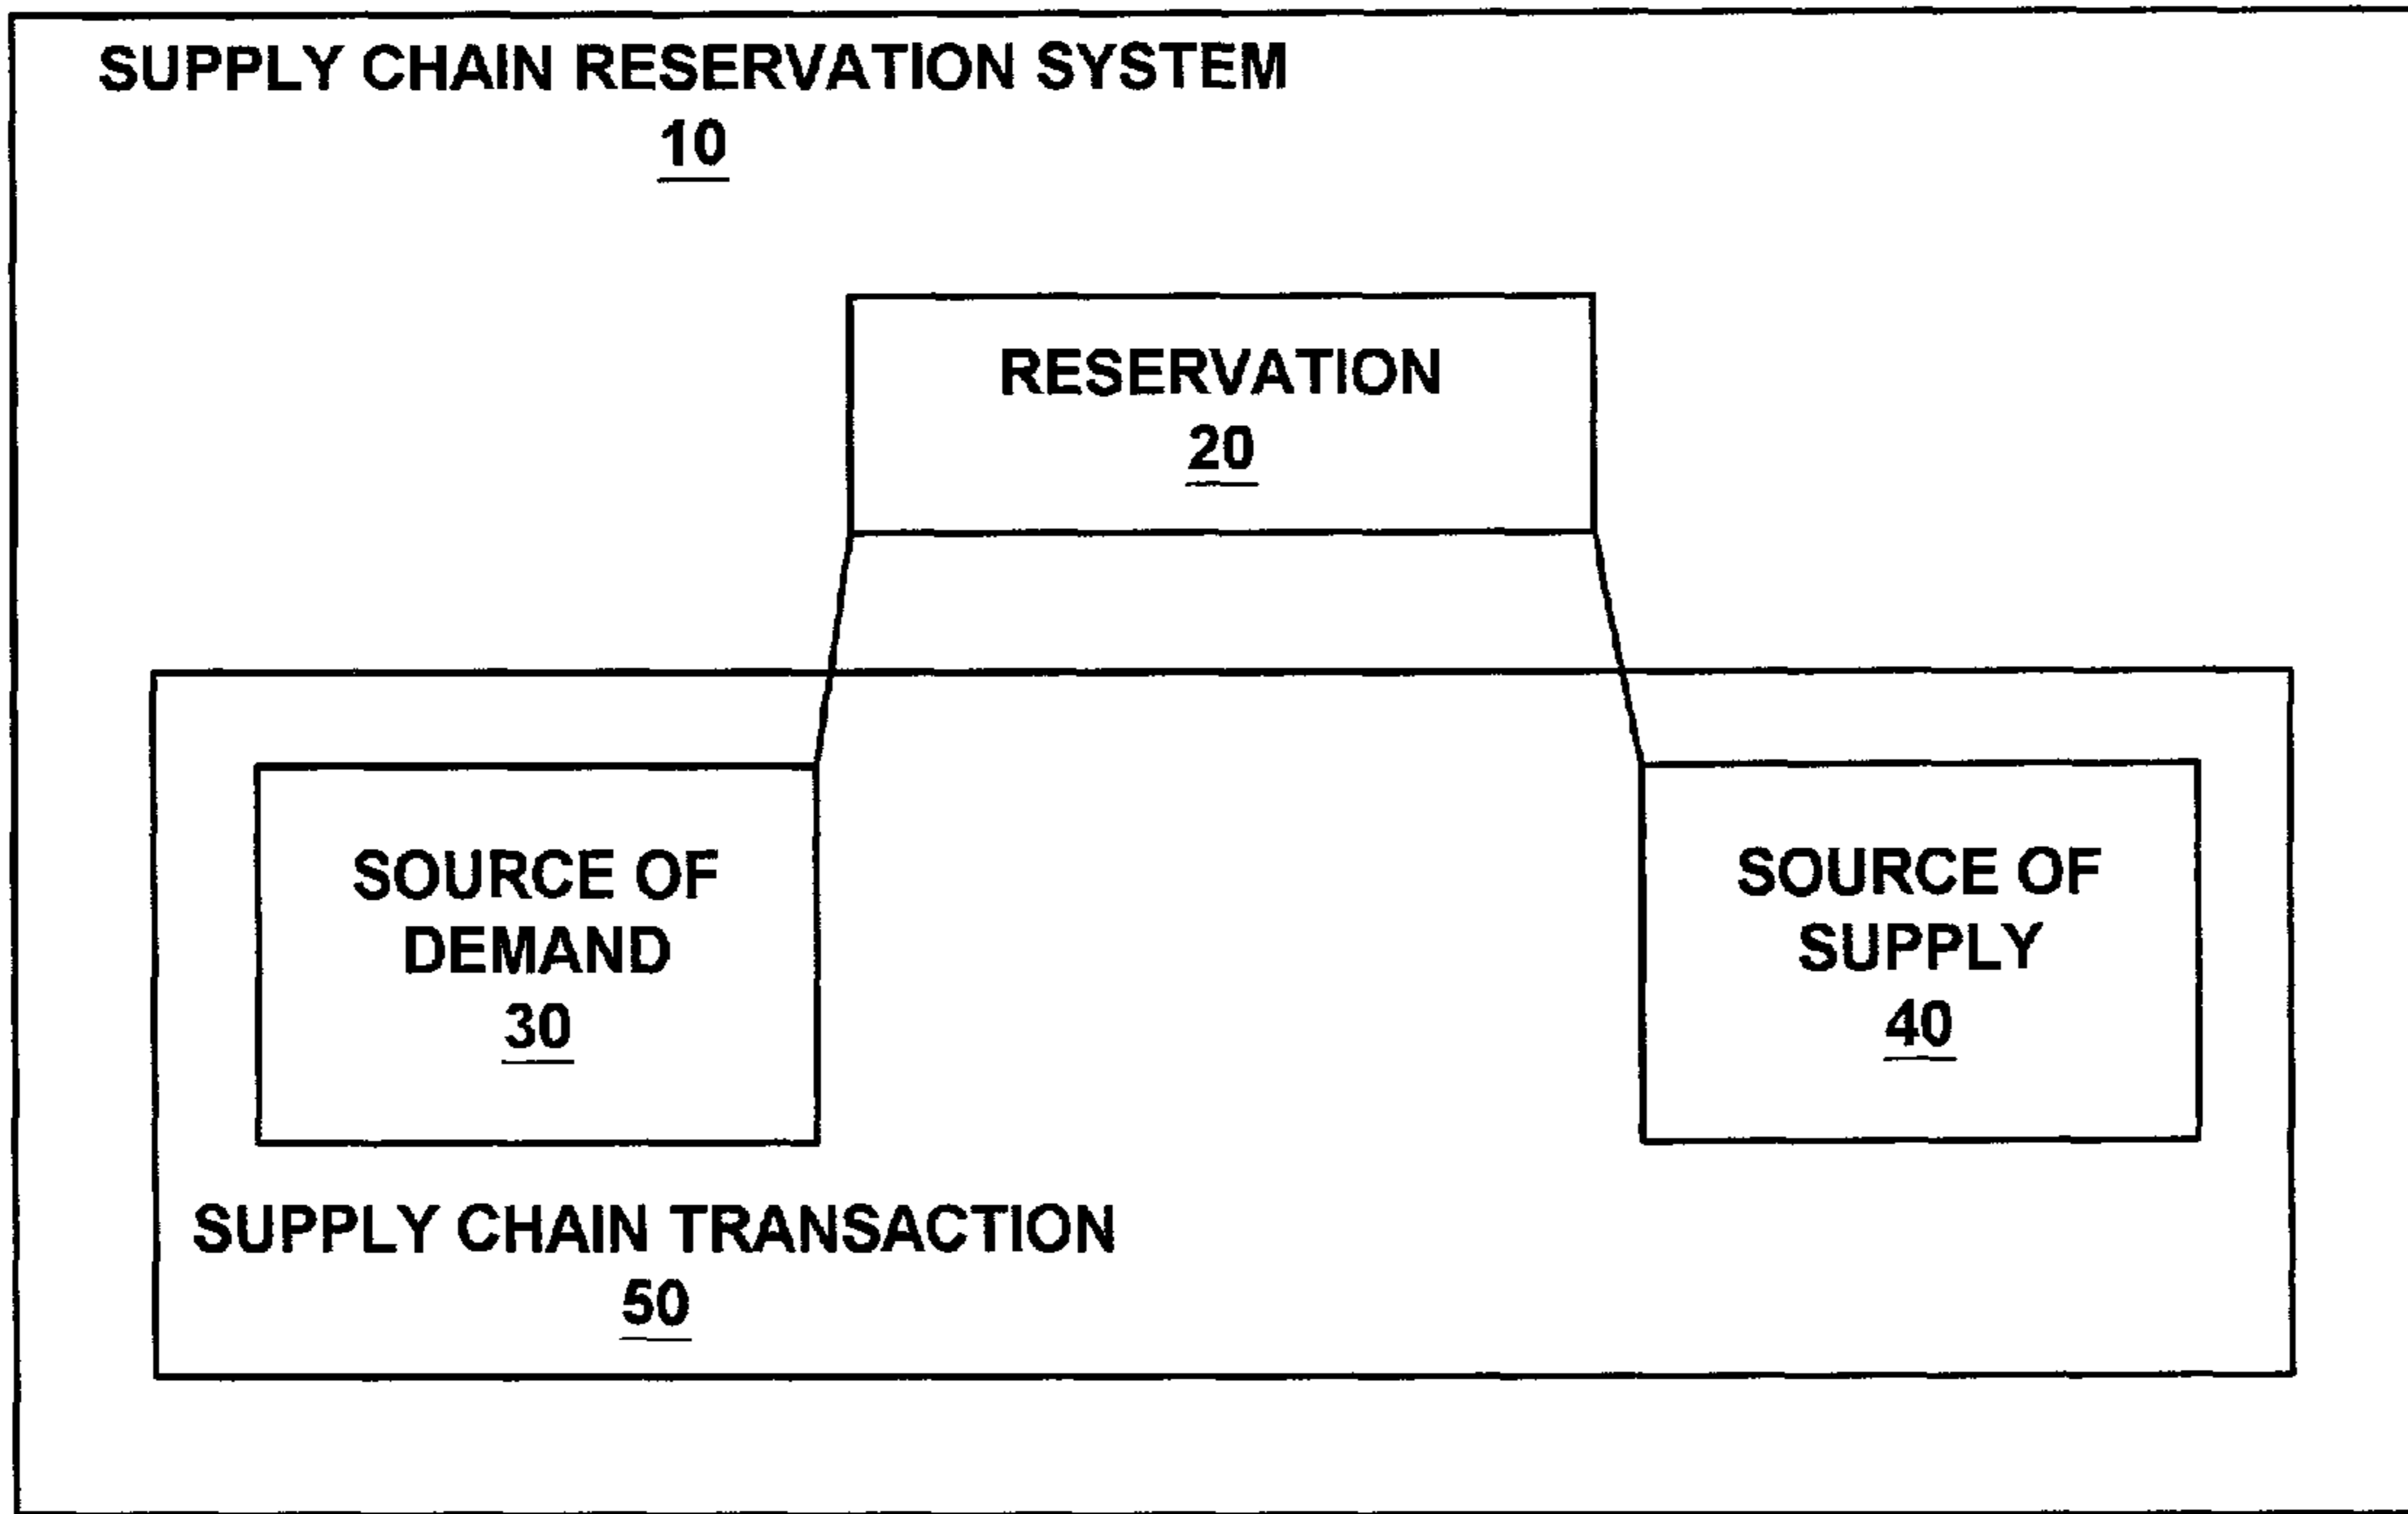 SUPPLY CHAIN RESERVATION SYSTEM
10
RESERVATION
20
SOURCE OF
DEMAND
30
SOURCE OF
SUPPLY
40
SUPPLY CHAIN TRANSACTION
50